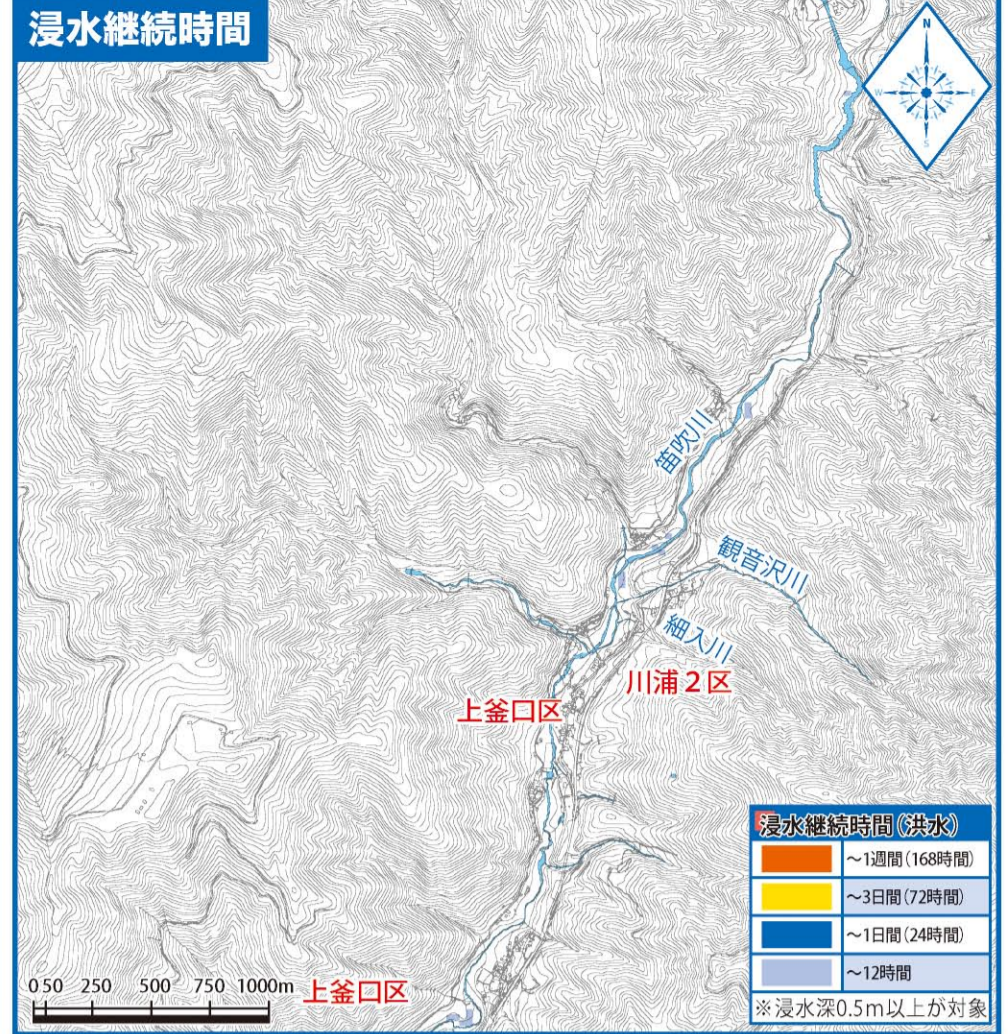 浸水継続時間
N
W
E
S
笛吹川
観音沢川
細入川
川浦2区
上釜口区
浸水継続時間(洪水)
~1週間(168時間)
~3日間(72時間)
~1日間(24時間)
~12時間
※浸水深0.5m以上が対象
0 50 250 500 750 1000m
上釜口区